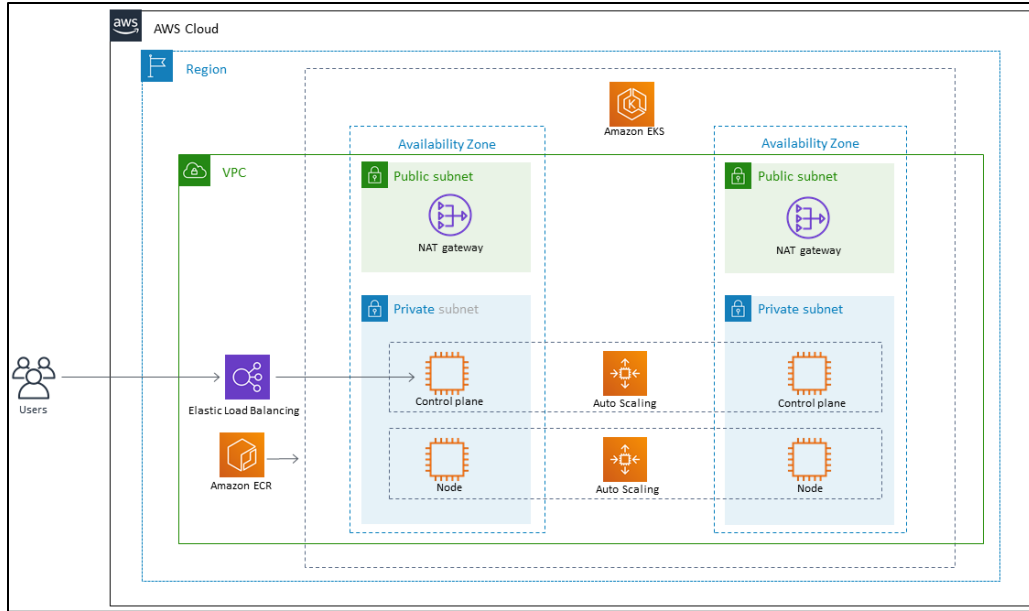 aws
AWS Cloud
Region
Amazon EKS
Availability Zone
Availability Zone
VPC
Public subnet
Public subnet
NAT gateway
NAT gateway
Private subnet
Private subnet
Users
Elastic Load Balancing
Control plane
Auto Scaling
Control plane
Amazon ECR
Node
Auto Scaling
Node